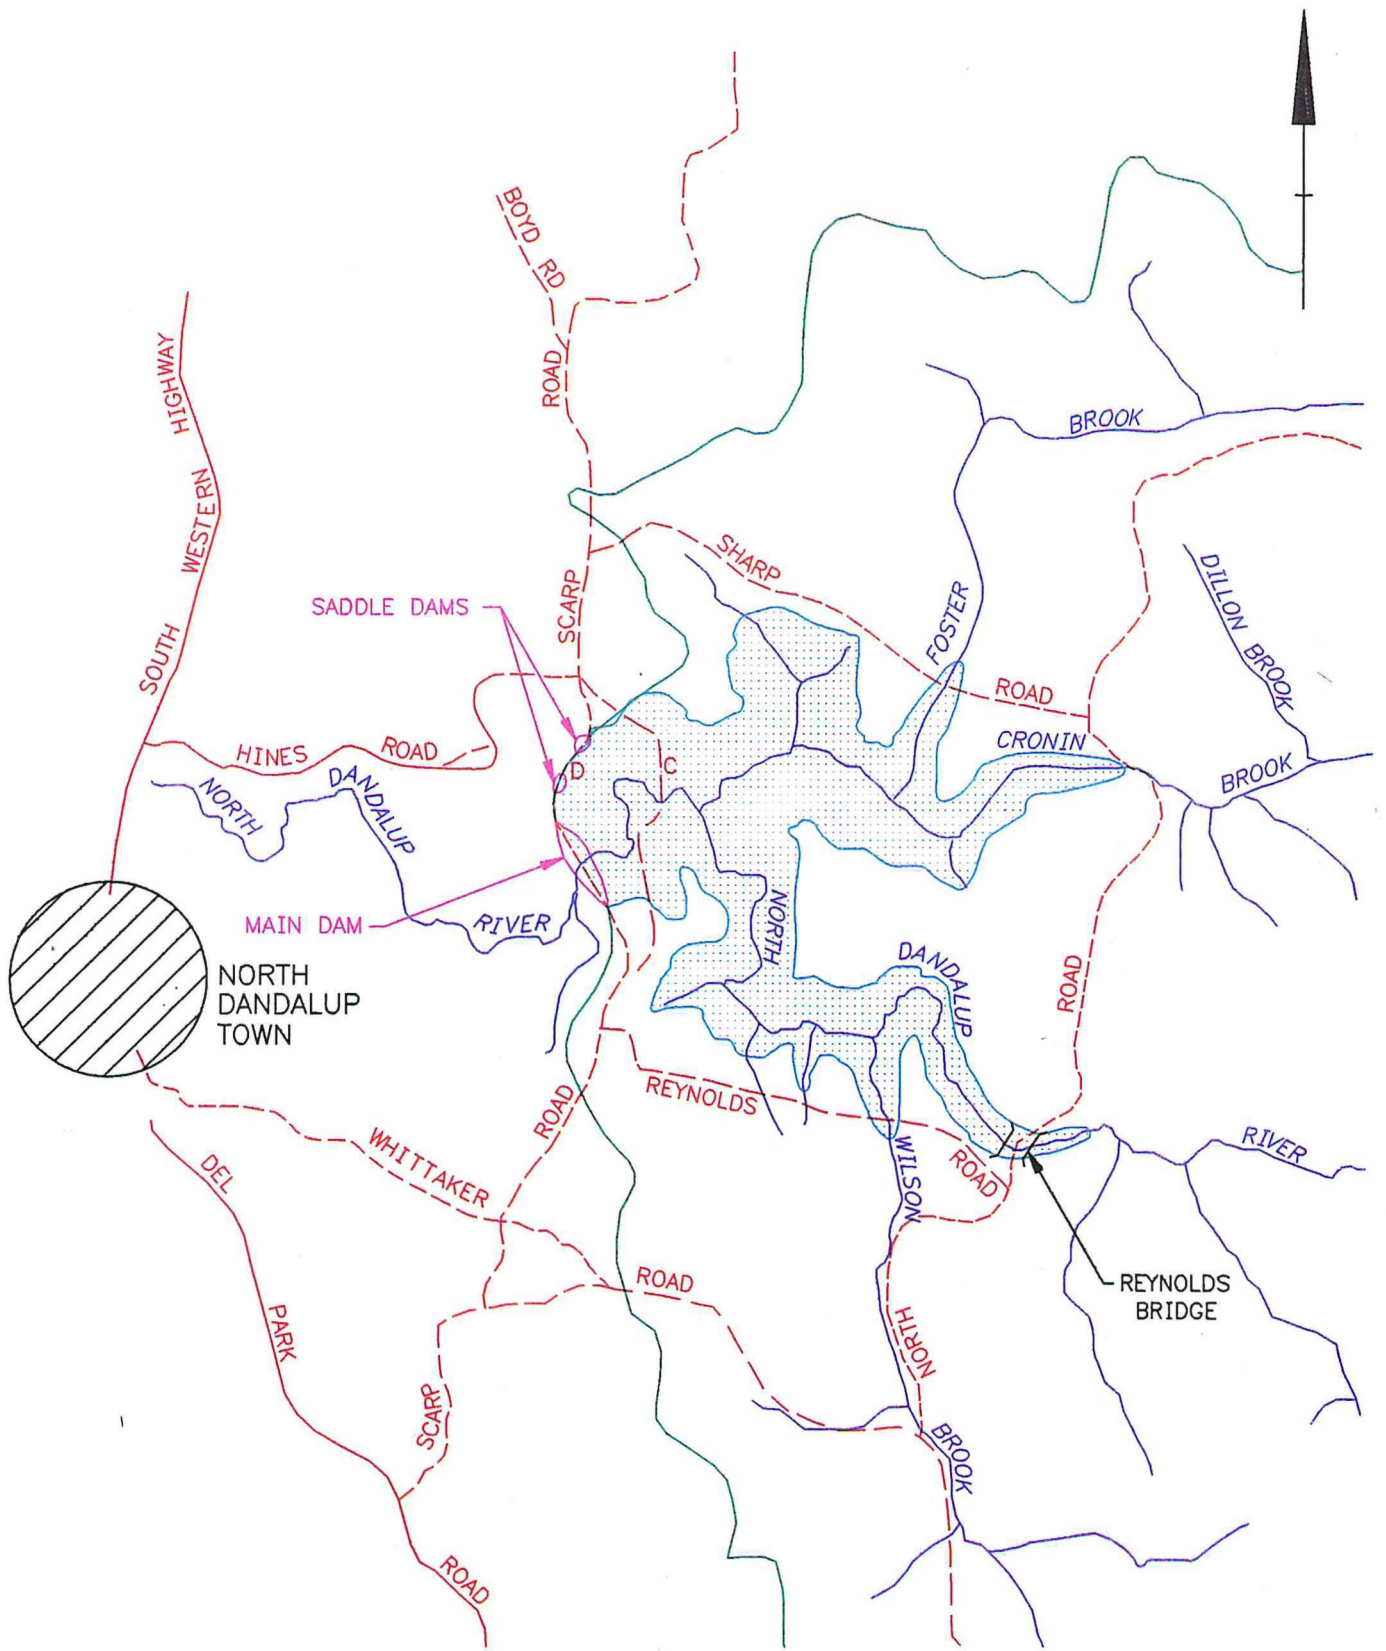 BOYD RD
HIGHWAY
ROAD
BROOK
WESTERN
SHARP
DILLON BROOK
SCARP
FOSTER
SADDLE DAMS
SOUTH
ROAD
CRONIN
HINES
ROAD
D
C
BROOK
NORTH
DANDALUP
NORTH
MAIN DAM
RIVER
DANDALUP
ROAD
NORTH
DANDALUP
TOWN
REYNOLDS
ROAD
WHITTAKER
WILSON
ROAD
RIVER
DEL
ROAD
REYNOLDS
BRIDGE
PARK
NORTH
SCARP
BROOK
ROAD